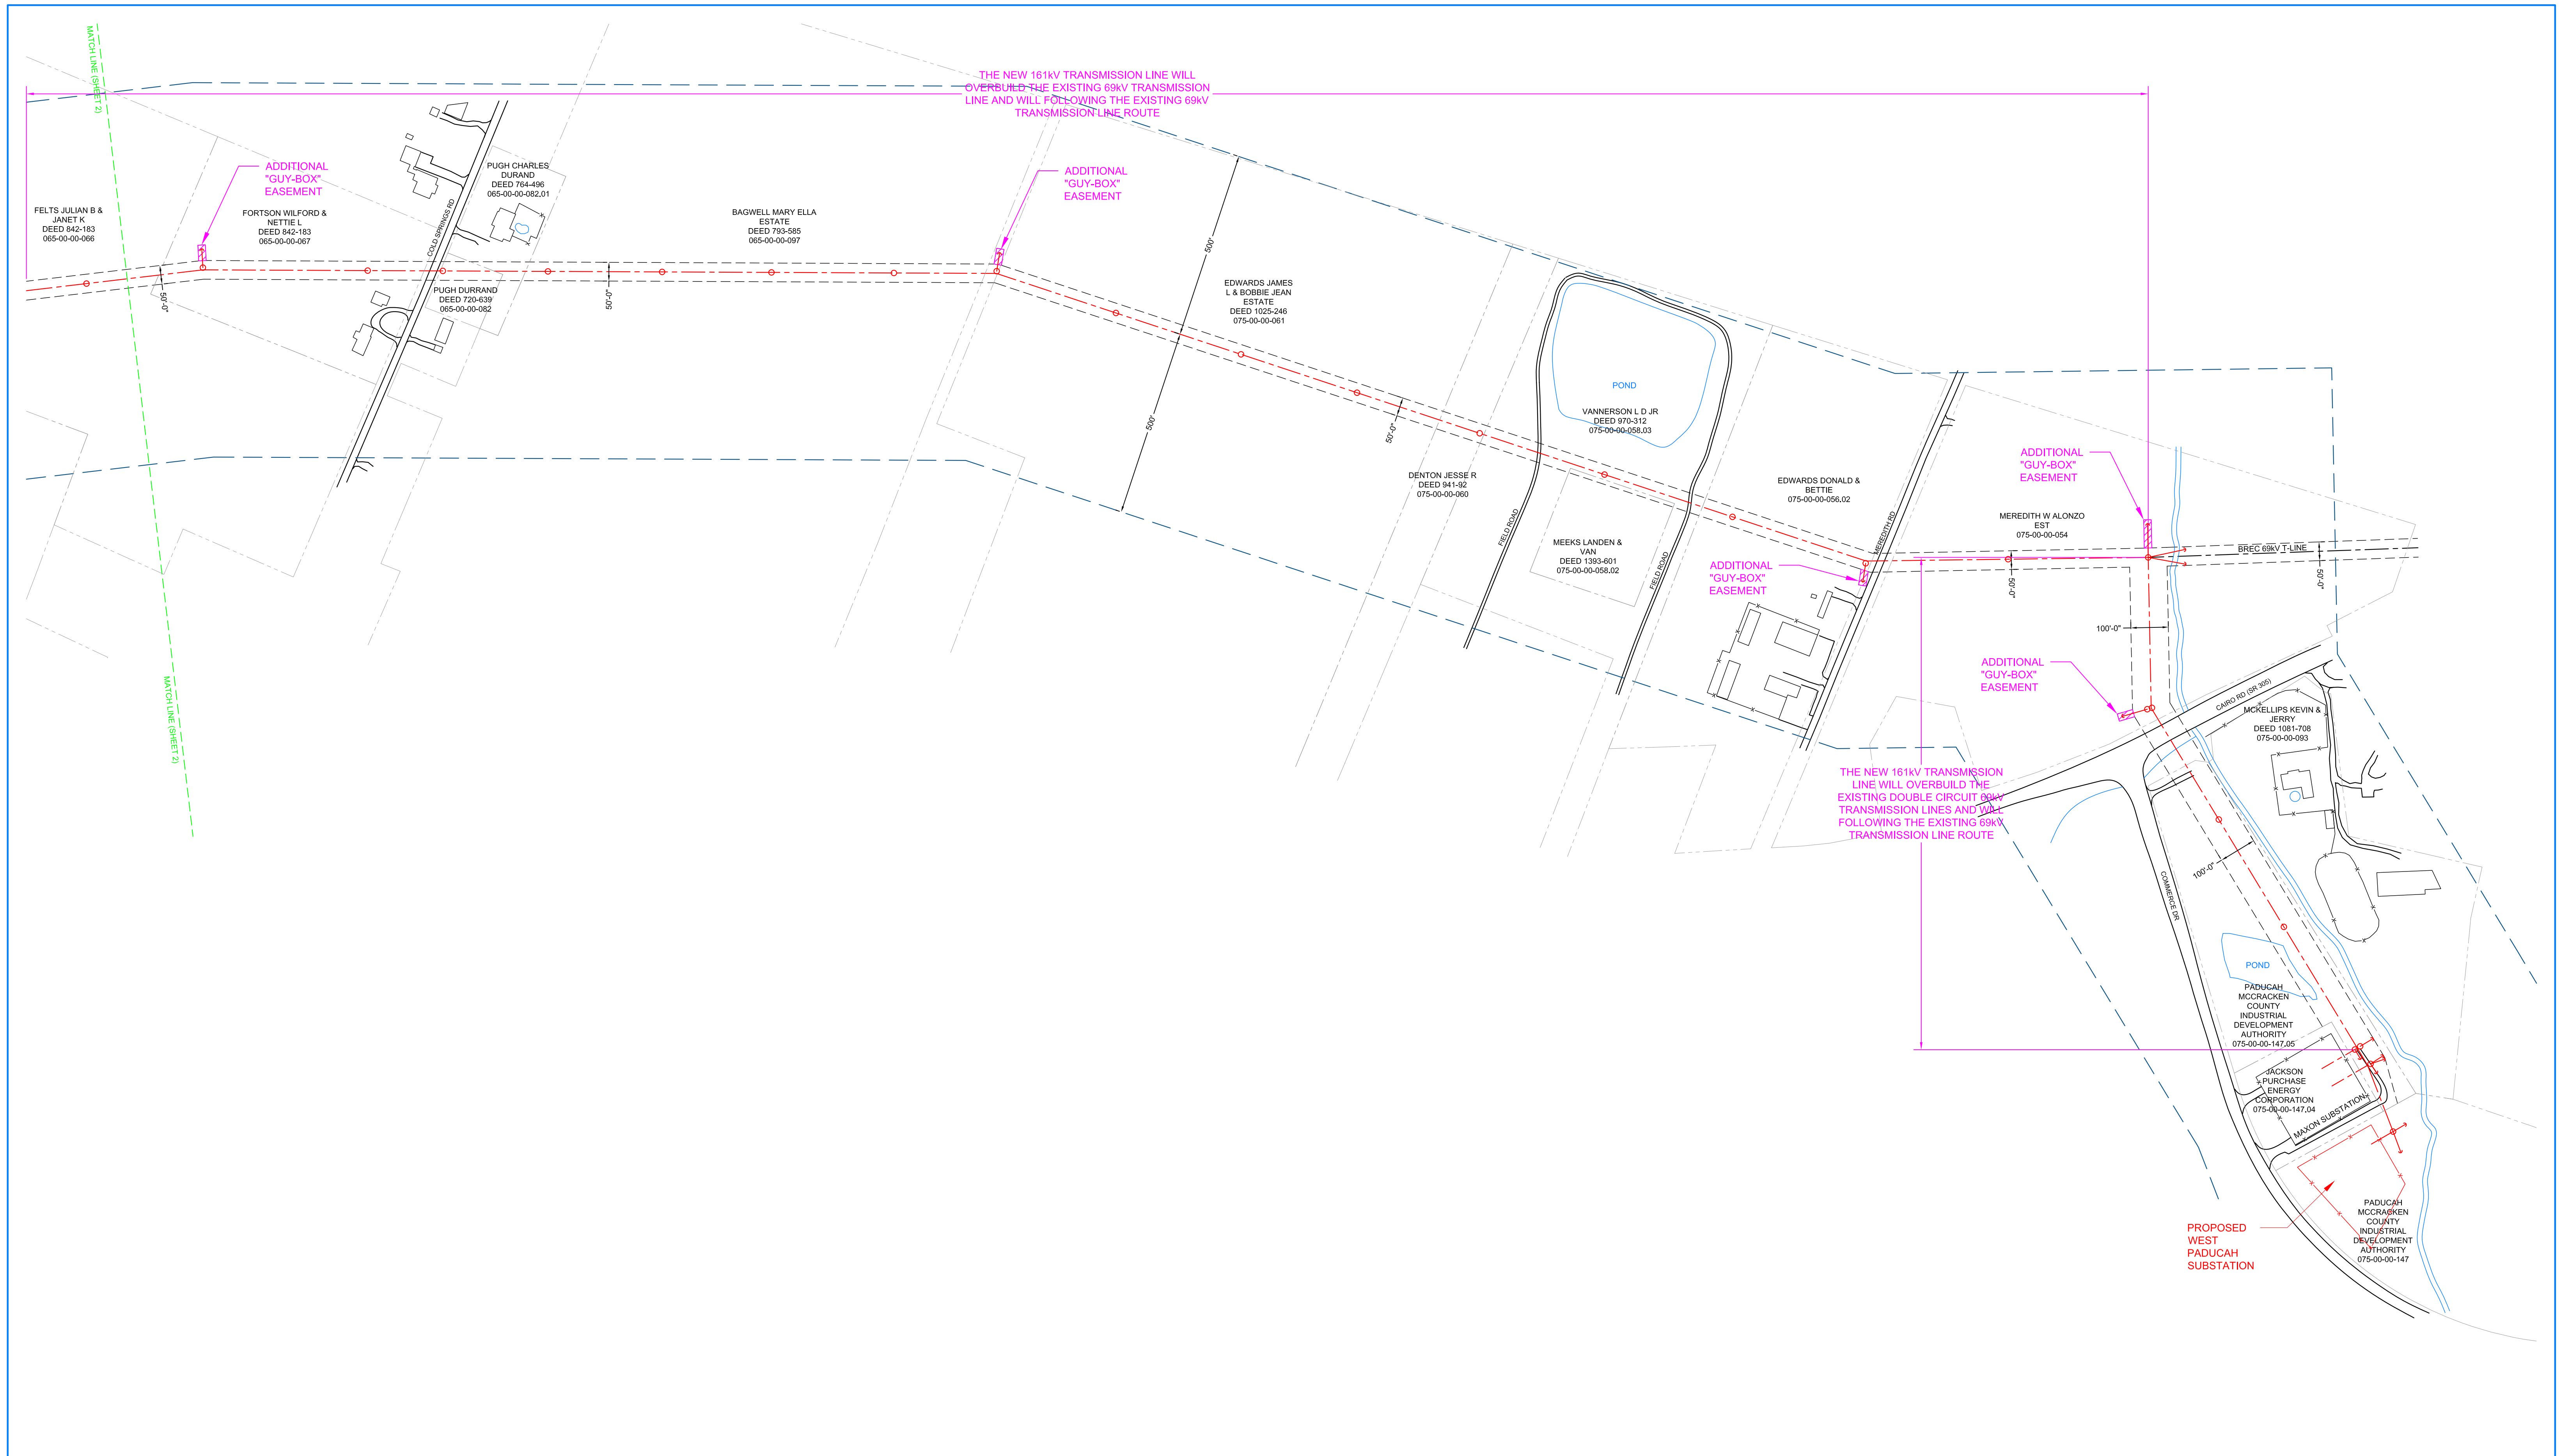 MATCH LINE (SHEET 2)
THE NEW 161kV TRANSMISSION LINE WILL
OVERBUILD THE EXISTING 69kV TRANSMISSION
LINE AND WILL FOLLOWING THE EXISTING 69kV
TRANSMISSION LINE ROUTE
ADDITIONAL
"GUY-BOX"
EASEMENT
FELTS JULIAN B &
JANET K
DEED 842-183
065-00-00-066
FORTSON WILFORD &
NETTIE L
DEED 842-183
065-00-00-067
50'-0"
COLD SPRINGS RD
PUGH CHARLES
DURAND
DEED 764-496
065-00-00-082.01
PUGH DURRAND
DEED 720-639
065-00-00-082
50'-0"
BAGWELL MARY ELLA
ESTATE
DEED 793-585
065-00-00-097
ADDITIONAL
"GUY-BOX"
EASEMENT
500'
500'
EDWARDS JAMES
L & BOBBIE JEAN
ESTATE
DEED 1025-246
075-00-00-061
50'-0"
DENTON JESSE R
DEED 941-92
075-00-00-060
FIELD ROAD
POND
VANNERSON L D JR
DEED 970-312
075-00-00-058.03
MEEKS LANDEN &
VAN
DEED 1393-601
075-00-00-058.02
FIELD ROAD
EDWARDS DONALD &
BETTIE
075-00-00-056.02
ADDITIONAL
"GUY-BOX"
EASEMENT
MEREDITH RD
MEREDITH W ALONZO
EST
075-00-00-054
50'-0"
ADDITIONAL
"GUY-BOX"
EASEMENT
BREC 69kV T-LINE
50'-0"
100'-0"
ADDITIONAL
"GUY-BOX"
EASEMENT
CAIRO RD (SR 305)
MCKELLIPS KEVIN &
JERRY
DEED 1081-708
075-00-00-093
MATCH LINE (SHEET 2)
THE NEW 161kV TRANSMISSION
LINE WILL OVERBUILD THE
EXISTING DOUBLE CIRCUIT 69kV
TRANSMISSION LINES AND WILL
FOLLOWING THE EXISTING 69kV
TRANSMISSION LINE ROUTE
100'-0"
COMMERCE DR
POND
PADUCAH
MCCRACKEN
COUNTY
INDUSTRIAL
DEVELOPMENT
AUTHORITY
075-00-00-147.05
JACKSON
PURCHASE
ENERGY
CORPORATION
075-00-00-147.04
MAXON SUBSTATION
PROPOSED
WEST
PADUCAH
SUBSTATION
PADUCAH
MCCRACKEN
COUNTY
INDUSTRIAL
DEVELOPMENT
AUTHORITY
075-00-00-147